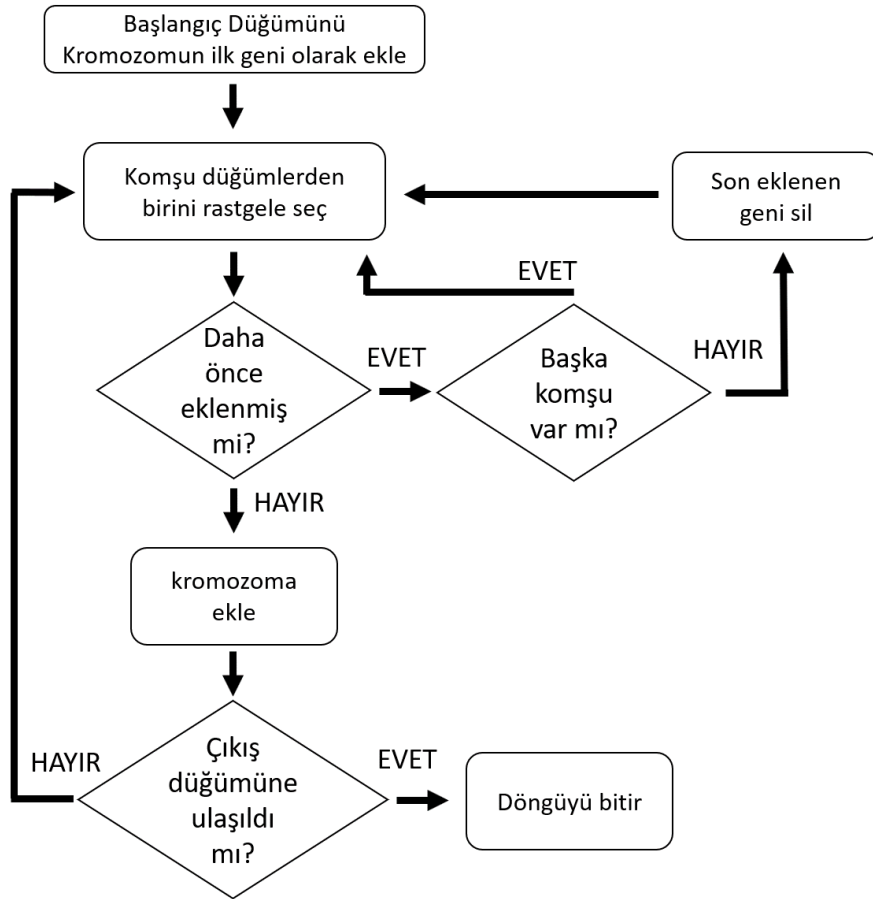 Başlangıç Düğümünü
Kromozomun ilk geni olarak ekle
Komşu düğümlerden
birini rastgele seç
Son eklenen
geni sil
EVET
Daha
önce
eklenmiş
mi?
EVET
Başka
komşu
var mı?
HAYIR
HAYIR
kromozoma
ekle
HAYIR
Çıkış
düğümüne
ulaşıldı
mı?
EVET
Döngüyü bitir